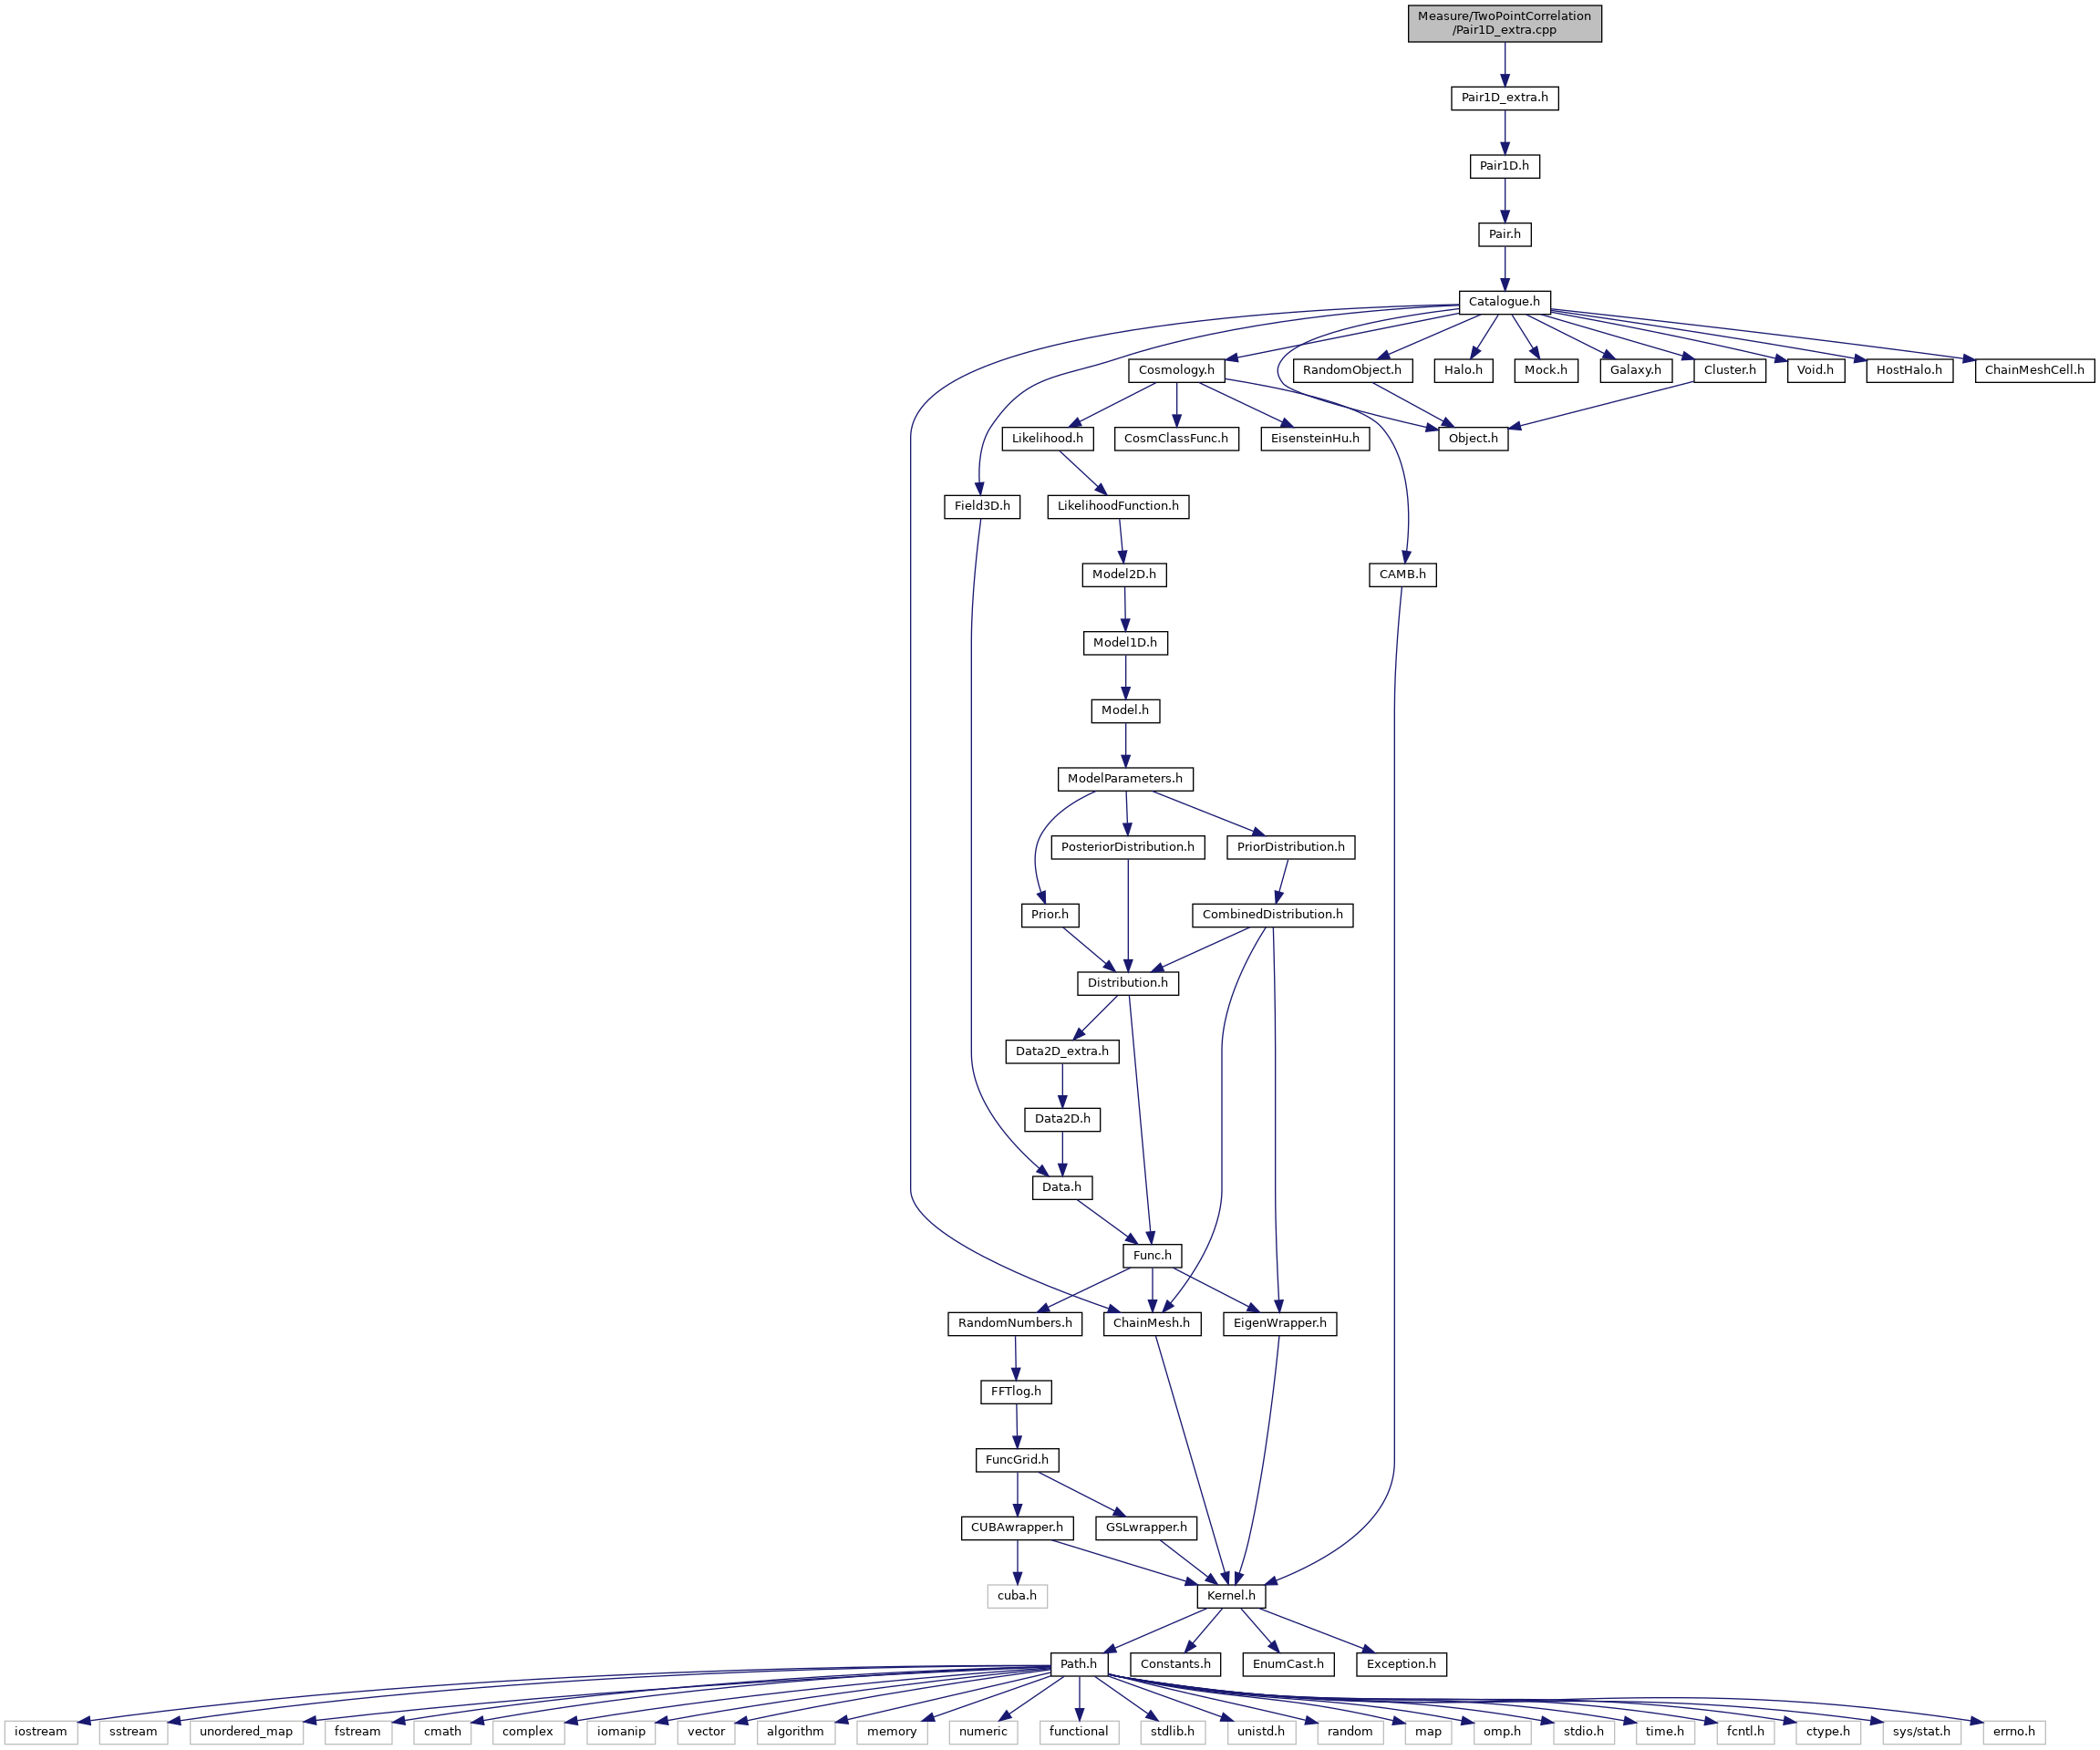 Measure/TwoPointCorrelation
/Pair1D_extra.cpp
Pair1D_extra.h
Pair1D.h
Pair.h
Catalogue.h
Cosmology.h
RandomObject.h
Halo.h
Mock.h
Galaxy.h
Cluster.h
Void.h
HostHalo.h
ChainMeshCell.h
Likelihood.h
CosmClassFunc.h
EisensteinHu.h
Object.h
Field3D.h
LikelihoodFunction.h
Model2D.h
CAMB.h
Model1D.h
Model.h
ModelParameters.h
PosteriorDistribution.h
PriorDistribution.h
Prior.h
CombinedDistribution.h
Distribution.h
Data2D_extra.h
Data2D.h
Data.h
Func.h
RandomNumbers.h
ChainMesh.h
EigenWrapper.h
FFTlog.h
FuncGrid.h
CUBAwrapper.h
GSLwrapper.h
cuba.h
Kernel.h
Path.h
Constants.h
EnumCast.h
Exception.h
iostream
sstream
unordered_map
fstream
cmath
complex
iomanip
vector
algorithm
memory
numeric
functional
stdlib.h
unistd.h
random
map
omp.h
stdio.h
time.h
fcntl.h
ctype.h
sys/stat.h
errno.h